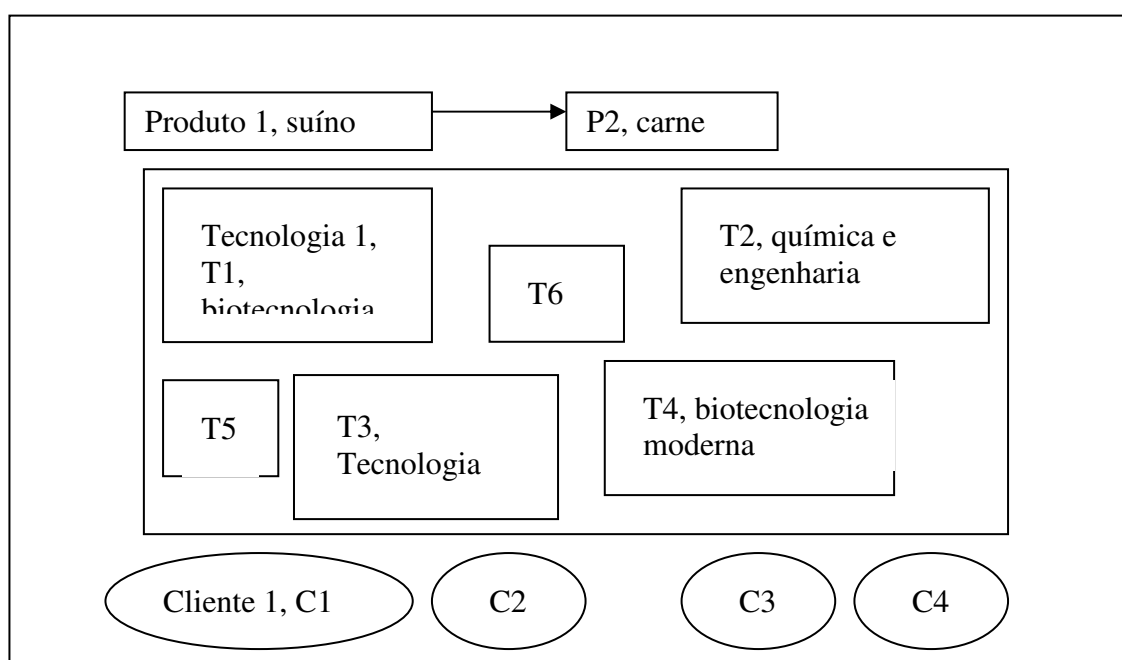 Produto 1, suíno
P2, carne
Tecnologia 1,
T1,
biotecnologia
T6
T2, química e
engenharia
T5
T3,
Tecnologia
T4, biotecnologia
moderna
Cliente 1, C1
C2
C3
C4